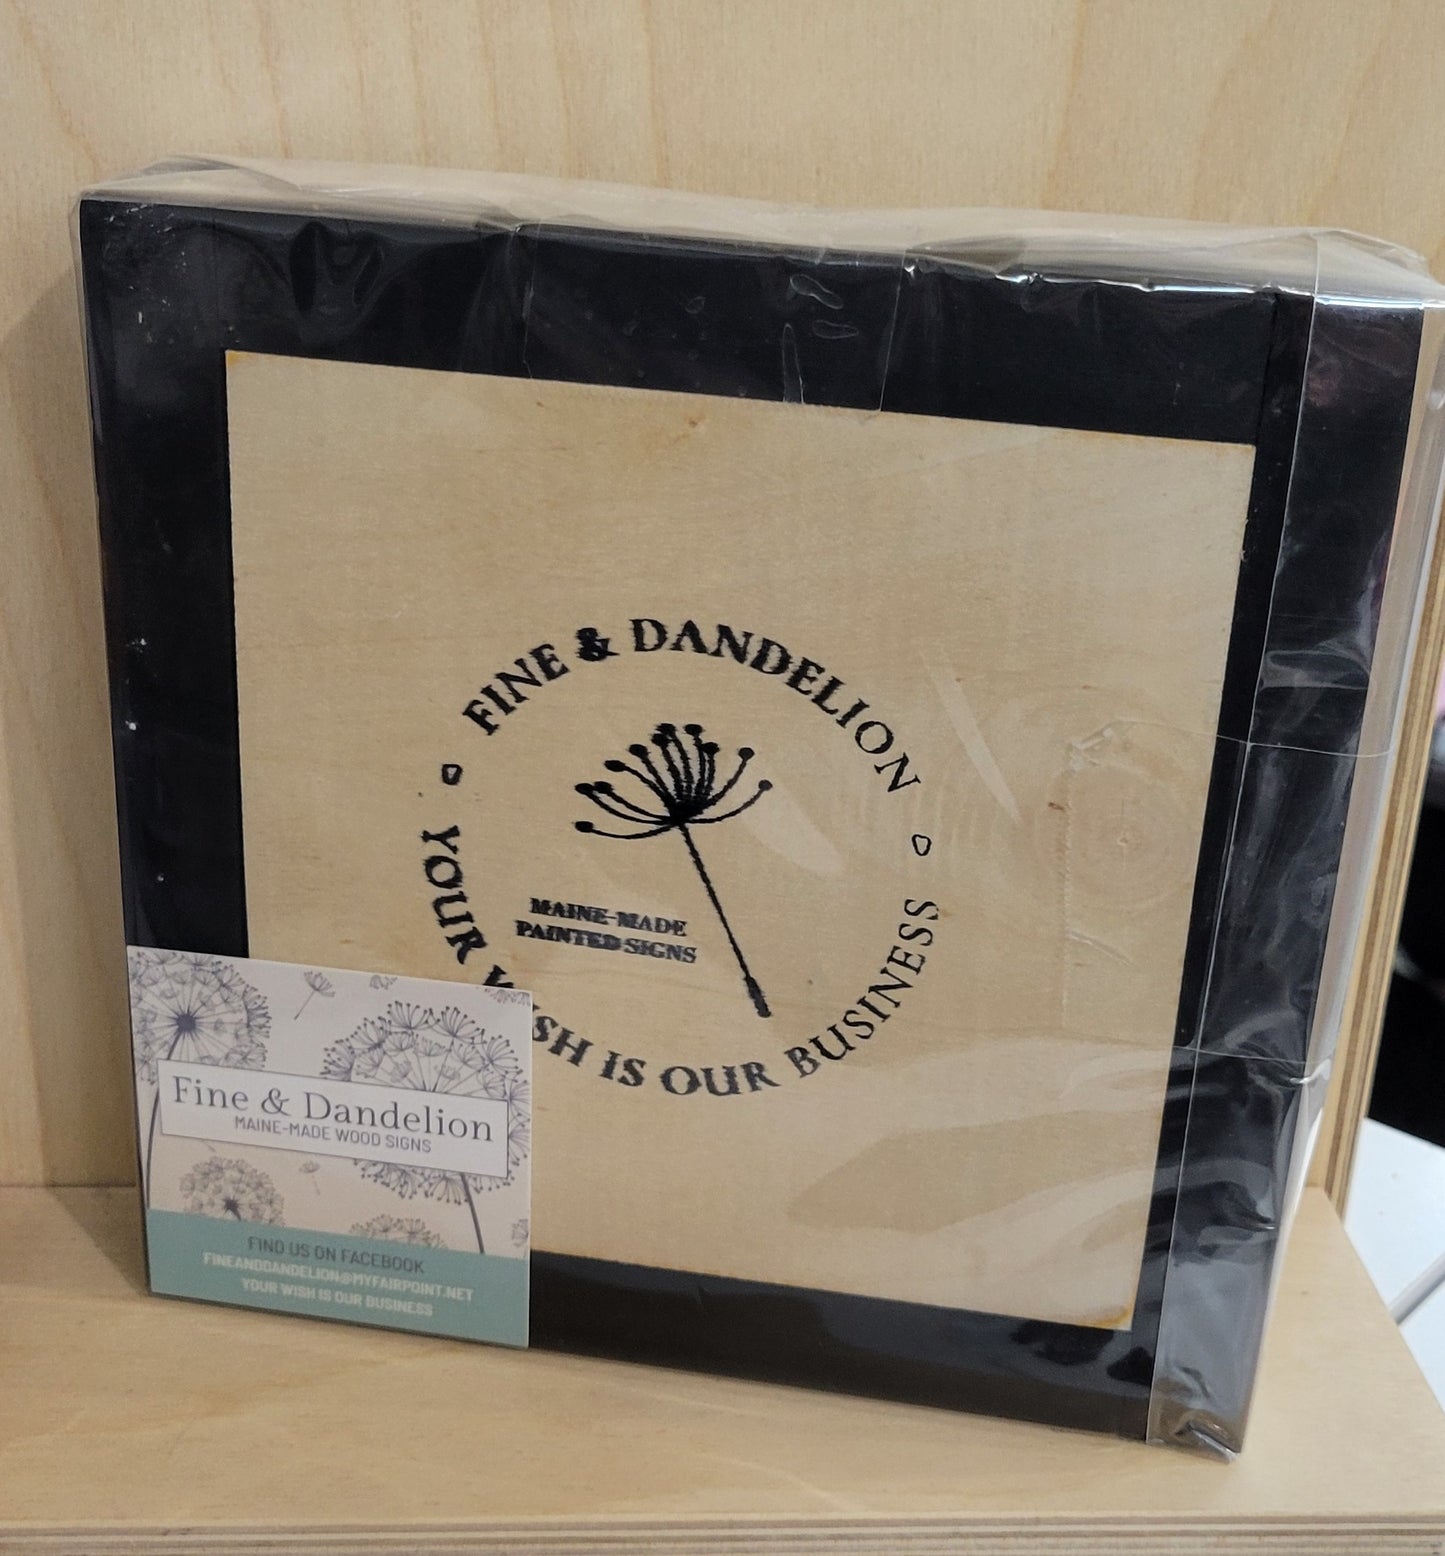 FINE & DANDELION
MAINE-MADE
PAINTED SIGNS
YOUR WISH IS OUR BUSINESS
Fine & Dandelion
MAINE-MADE WOOD SIGNS
FIND US ON FACEBOOK
FINEANDDANDELION@MYFAIRPOINT.NET
YOUR WISH IS OUR BUSINESS